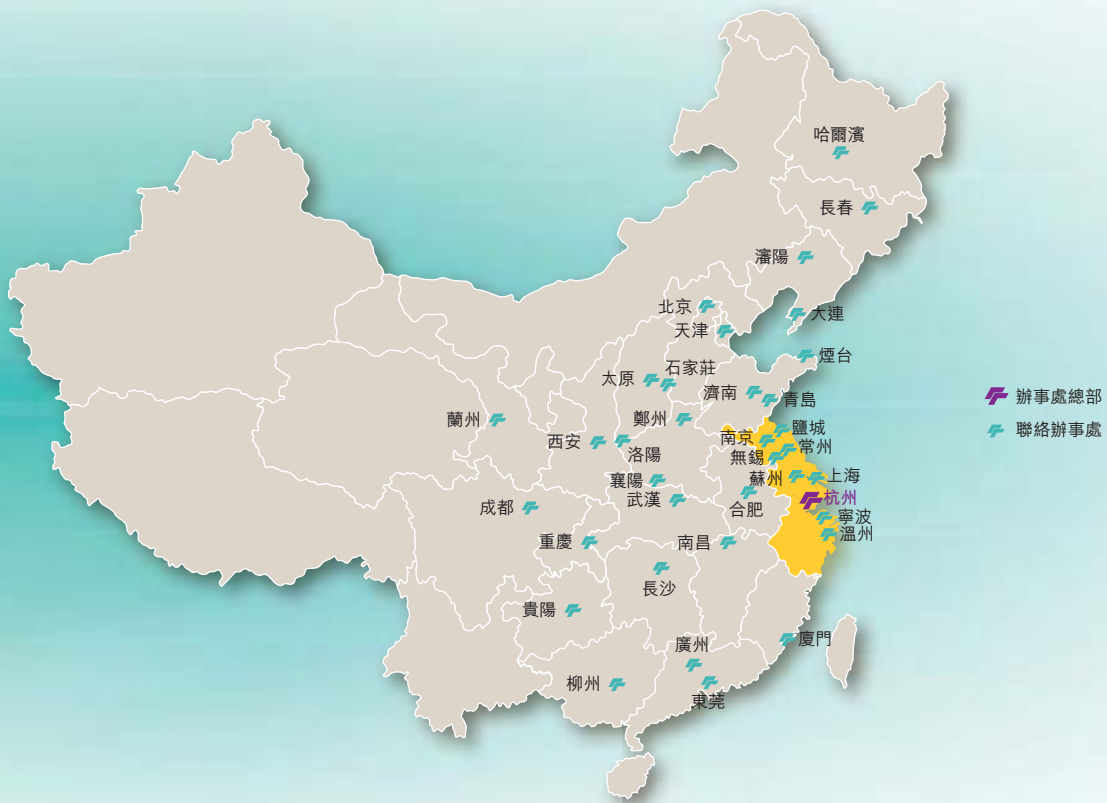 哈爾濱
長春
瀋陽
北京
大連
天津
煙台
石家莊
太原
濟南
青島
辦事處總部
蘭州
鄭州
鹽城
聯絡辦事處
西安
南京
常州
洛陽
無錫
襄陽
蘇州
上海
武漢
杭州
成都
合肥
寧波
溫州
重慶
南昌
長沙
貴陽
廈門
廣州
柳州
東莞